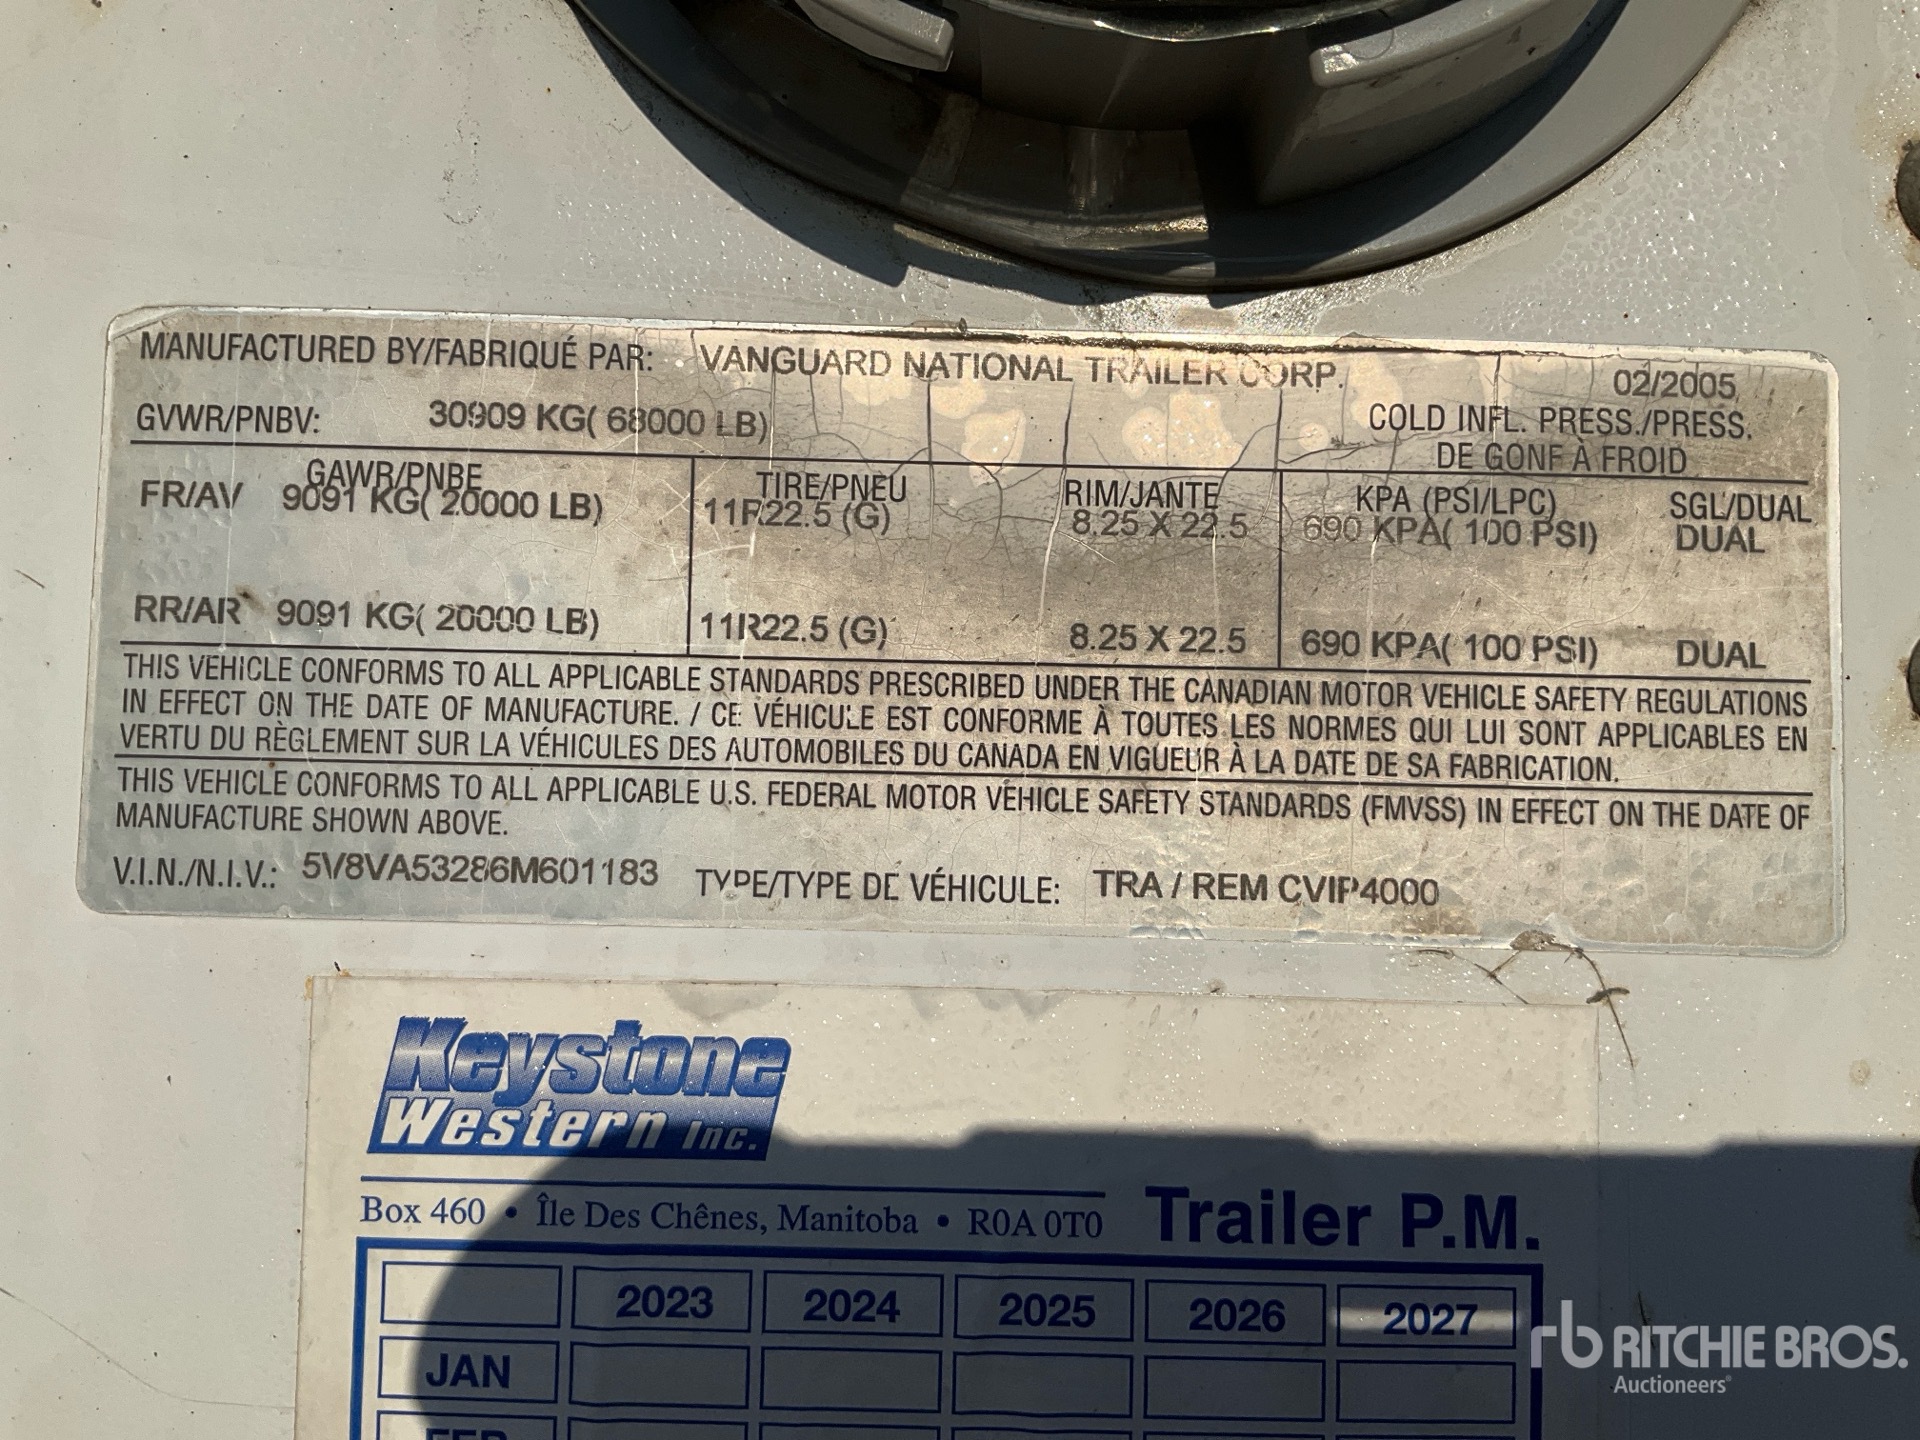 MANUFACTURED BY/FABRIQUÉ PAR: VANGUARD NATIONAL TRAILER CORP. 02/2005
GVWR/PNBV: 30909 KG( 68000 LB) COLD INFL. PRESS./PRESS.
DE GONF À FROID
GAWR/PNBE TIRE/PNEU RIM/JANTE KPA (PSI/LPC) SGL/DUAL
FR/AV 9091 KG( 20000 LB) 11R22.5 (G) 8.25 X 22.5 690 KPA( 100 PSI) DUAL
RR/AR 9091 KG( 20000 LB) 11R22.5 (G) 8.25 X 22.5 690 KPA( 100 PSI) DUAL
THIS VEHICLE CONFORMS TO ALL APPLICABLE STANDARDS PRESCRIBED UNDER THE CANADIAN MOTOR VEHICLE SAFETY REGULATIONS
IN EFFECT ON THE DATE OF MANUFACTURE. / CE VÉHICULE EST CONFORME À TOUTES LES NORMES QUI LUI SONT APPLICABLES EN
VERTU DU RÈGLEMENT SUR LA VÉHICULES DES AUTOMOBILES DU CANADA EN VIGUEUR À LA DATE DE SA FABRICATION.
THIS VEHICLE CONFORMS TO ALL APPLICABLE U.S. FEDERAL MOTOR VEHICLE SAFETY STANDARDS (FMVSS) IN EFFECT ON THE DATE OF
MANUFACTURE SHOWN ABOVE.
V.I.N./N.I.V.: 5V8VA53286M601183 TYPE/TYPE DE VÉHICULE: TRA / REM CVIP4000
Keystone
Western Inc.
Box 460 • Île Des Chênes, Manitoba • R0A 0T0 Trailer P.M.
2023 2024 2025 2026 2027
JAN
FEB
rb RITCHIE BROS.
Auctioneers